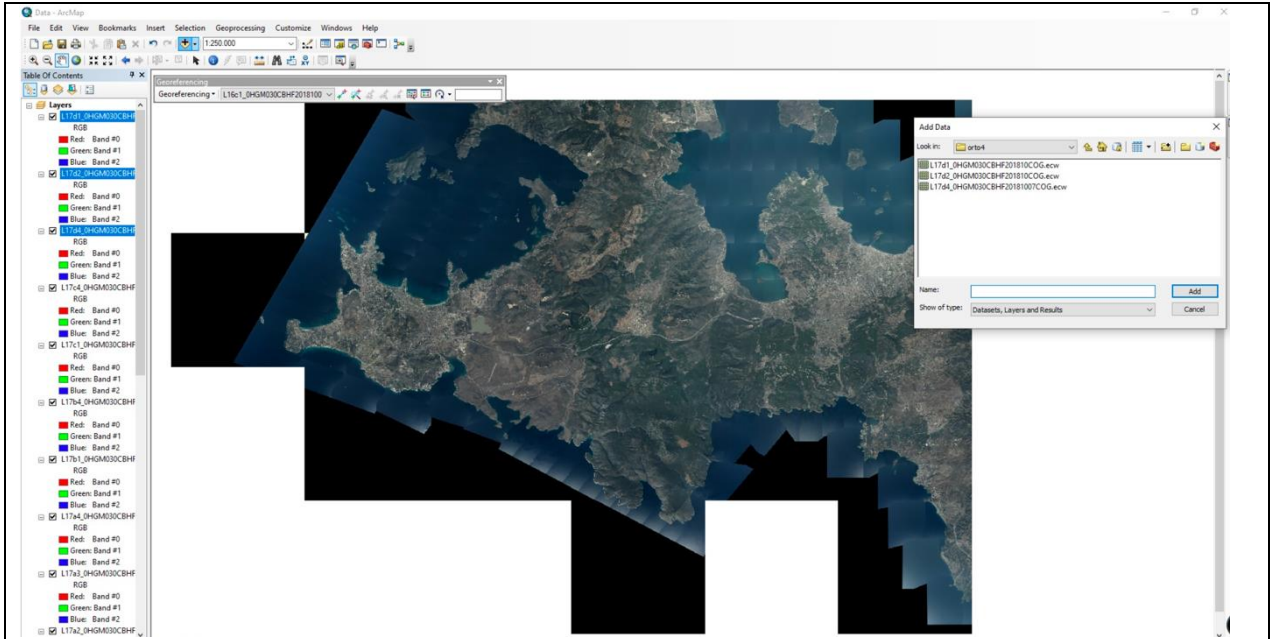 Data - ArcMap
File Edit View Bookmarks Insert Selection Geoprocessing Customize Windows Help
1:250.000
Table Of Contents
Layers
L17d1_0HGM030CBHF
RGB
Red: Band #0
Green: Band #1
Blue: Band #2
L17d2_0HGM030CBHF
RGB
Red: Band #0
Green: Band #1
Blue: Band #2
L17d4_0HGM030CBHF
RGB
Red: Band #0
Green: Band #1
Blue: Band #2
L17c4_0HGM030CBHF
RGB
Red: Band #0
Green: Band #1
Blue: Band #2
L17c1_0HGM030CBHF
RGB
Red: Band #0
Green: Band #1
Blue: Band #2
L17b4_0HGM030CBHF
RGB
Red: Band #0
Green: Band #1
Blue: Band #2
L17b1_0HGM030CBHF
RGB
Red: Band #0
Green: Band #1
Blue: Band #2
L17a4_0HGM030CBHF
RGB
Red: Band #0
Green: Band #1
Blue: Band #2
L17a3_0HGM030CBHF
RGB
Red: Band #0
Green: Band #1
Blue: Band #2
L17a2_0HGM030CBHF
Georeferencing
Georeferencing L16c1_0HGM030CBHF2018100
Add Data
Look in: orto4
L17d1_0HGM030CBHF201810COG.ecw
L17d2_0HGM030CBHF201810COG.ecw
L17d4_0HGM030CBHF20181007COG.ecw
Name: Add
Show of type: Datasets, Layers and Results Cancel